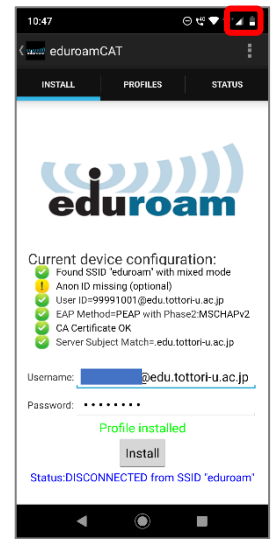 10:47
eduroamCAT
INSTALL PROFILES STATUS
eduroam
Current device configuration:
Found SSID "eduroam" with mixed mode
Anon ID missing (optional)
User ID=99991001@edu.tottori-u.ac.jp
EAP Method=PEAP with Phase2:MSCHAPv2
CA Certificate OK
Server Subject Match=.edu.tottori-u.ac.jp
Username: @edu.tottori-u.ac.jp
Password: ••••••••
Profile installed
Install
Status:DISCONNECTED from SSID "eduroam"